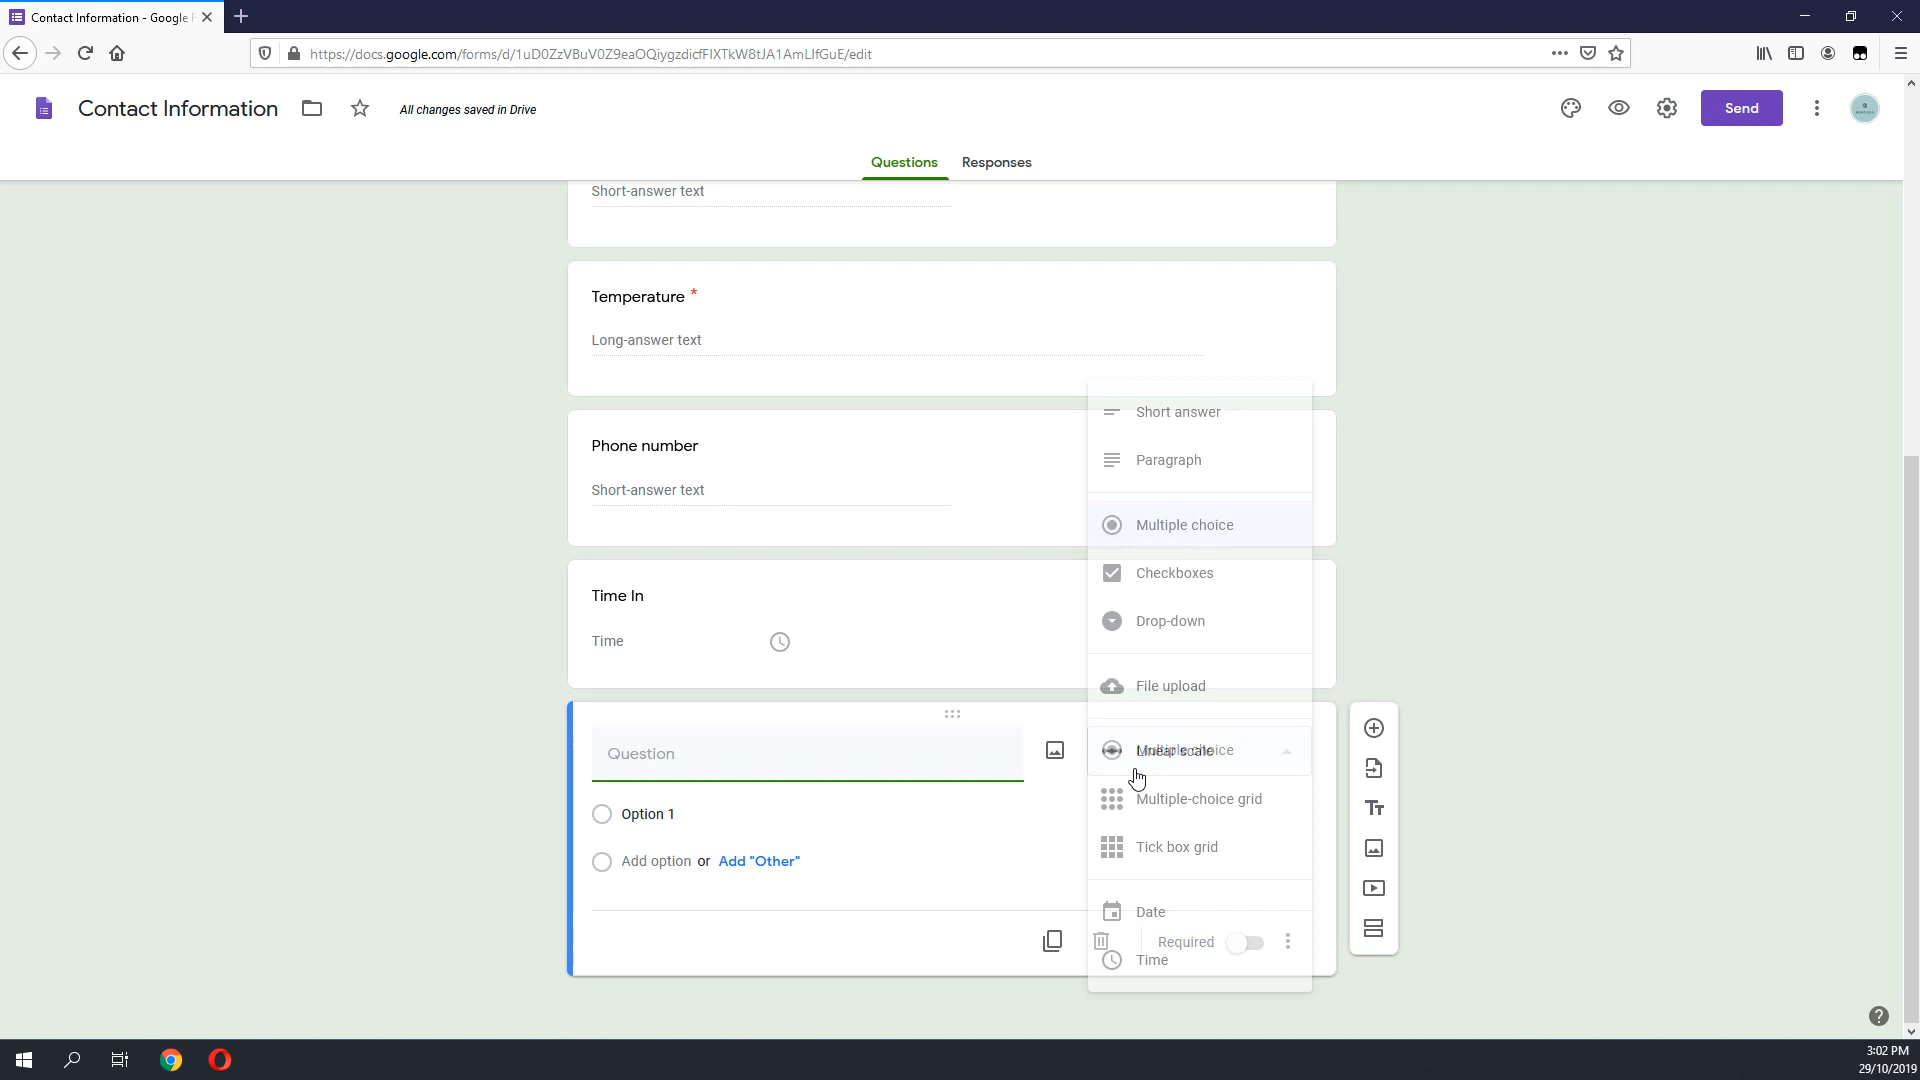 Contact Information - Google F
https://docs.google.com/forms/d/1uD0ZzVBuV0Z9eaOQiygzdicfFIXTkW8tJA1AmLIfGuE/edit
Contact Information
All changes saved in Drive
Send
Questions
Responses
Short-answer text
Temperature *
Long-answer text
Phone number
Short-answer text
Time In
Time
Short answer
Paragraph
Multiple choice
Checkboxes
Drop-down
File upload
Linear scale
Multiple choice
Multiple-choice grid
Tick box grid
Date
Time
Question
Option 1
Add option or Add "Other"
Required
3:02 PM
29/10/2019